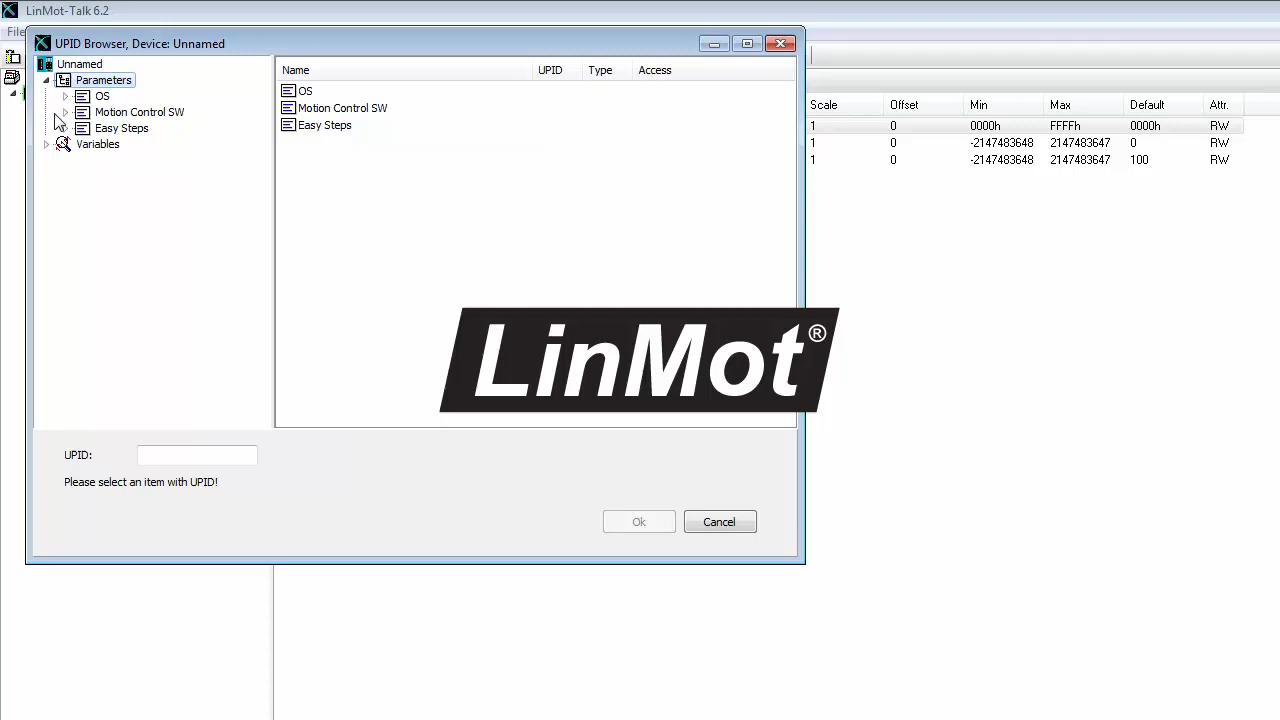 LinMot-Talk 6.2
File
UPID Browser, Device: Unnamed
Unnamed
Parameters
OS
Motion Control SW
Easy Steps
Variables
Name UPID Type Access
OS
Motion Control SW
Easy Steps
Scale Offset Min Max Default Attr.
1 0 0000h FFFFh 0000h RW
1 0 -2147483648 2147483647 0 RW
1 0 -2147483648 2147483647 100 RW
LinMot®
UPID:
Please select an item with UPID!
Ok Cancel